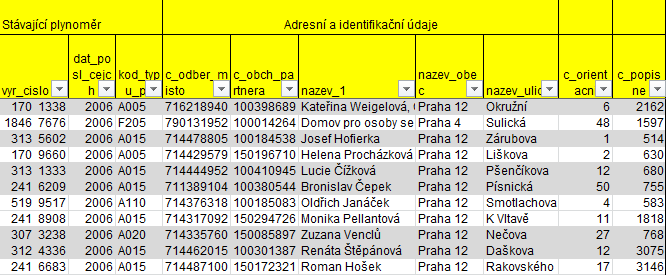 Stávající plynoměr Adresní a identifikační údaje
vyr_cislo dat_posl_cejch kod_typu_p c_odber_misto c_obch_partnera nazev_1 nazev_obec nazev_ulic c_orientacn c_popisne
170 1338 2006 A005 716218940 100398689 Kateřina Weigelová, Praha 12 Okružní 6 2162
1846 7676 2006 F205 790131952 100014264 Domov pro osoby se Praha 4 Sulická 48 1597
313 5602 2006 A015 714478805 100184538 Josef Hofierka Praha 12 Zárubova 1 514
170 9660 2006 A005 714429579 150196710 Helena Procházková Praha 12 Liškova 2 630
313 1333 2006 A015 714444952 100410945 Lucie Čížková Praha 12 Pšenčíkova 12 680
241 6209 2006 A015 711389104 100380544 Bronislav Čepek Praha 12 Písnická 50 755
519 9517 2006 A110 714376318 100185083 Oldřich Janáček Praha 12 Smotlachova 4 583
241 8908 2006 A015 714317092 150294726 Monika Pellantová Praha 12 K Vltavě 11 1818
307 3238 2006 A020 714335760 150085897 Zuzana Venclů Praha 12 Nečova 27 768
312 4336 2006 A015 714462015 100301387 Renáta Štěpánová Praha 12 Daškova 12 3075
241 6683 2006 A015 714487100 150172321 Roman Hošek Praha 12 Rakovského 17 3146